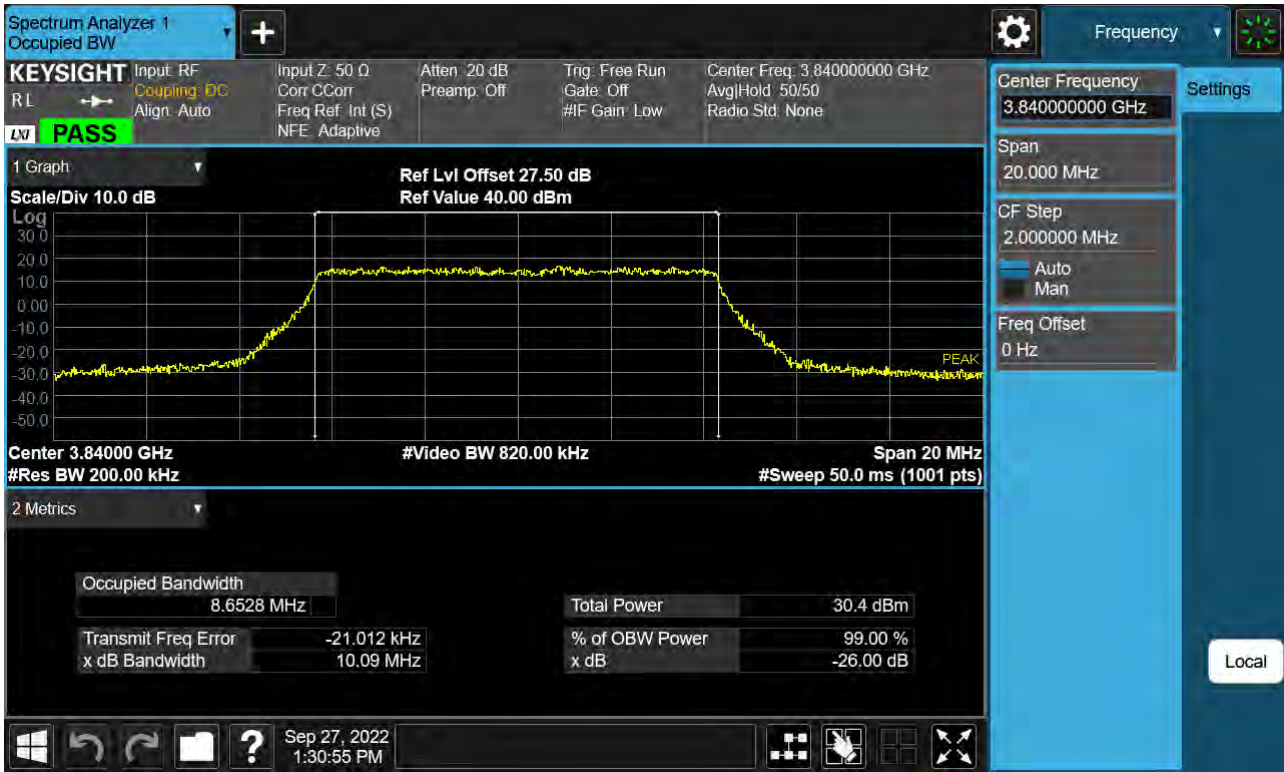 Spectrum Analyzer 1
Occupied BW
+
Frequency
KEYSIGHT
RL
LXI
PASS
Input: RF
Coupling: DC
Align: Auto
Input Z: 50 Ω
Corr CCorr
Freq Ref: Int (S)
NFE: Adaptive
Atten: 20 dB
Preamp: Off
Trig: Free Run
Gate: Off
#IF Gain: Low
Center Freq: 3.840000000 GHz
Avg|Hold: 50/50
Radio Std: None
Center Frequency
3.840000000 GHz
Settings
Span
20.000 MHz
CF Step
2.000000 MHz
Auto
Man
Freq Offset
0 Hz
Local
1 Graph
Scale/Div 10.0 dB
Ref Lvl Offset 27.50 dB
Ref Value 40.00 dBm
Log
30.0
20.0
10.0
0.00
-10.0
-20.0
-30.0
-40.0
-50.0
PEAK
Center 3.84000 GHz
#Video BW 820.00 kHz
Span 20 MHz
#Res BW 200.00 kHz
#Sweep 50.0 ms (1001 pts)
2 Metrics
Occupied Bandwidth
8.6528 MHz
Total Power 30.4 dBm
Transmit Freq Error -21.012 kHz
% of OBW Power 99.00 %
x dB Bandwidth 10.09 MHz
x dB -26.00 dB
?
Sep 27, 2022
1:30:55 PM